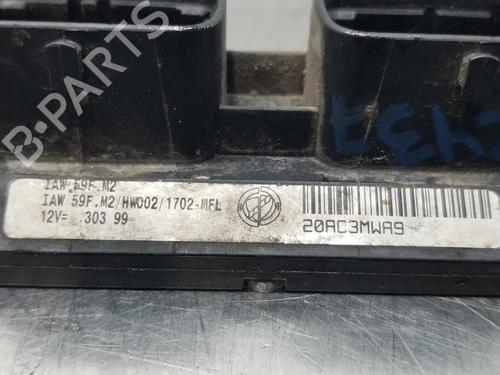 B-PARTS
IAW 59F.M2
IAW 59F.M2/HW002/1702-MFL
12V= .303 99
20AC3MWA9